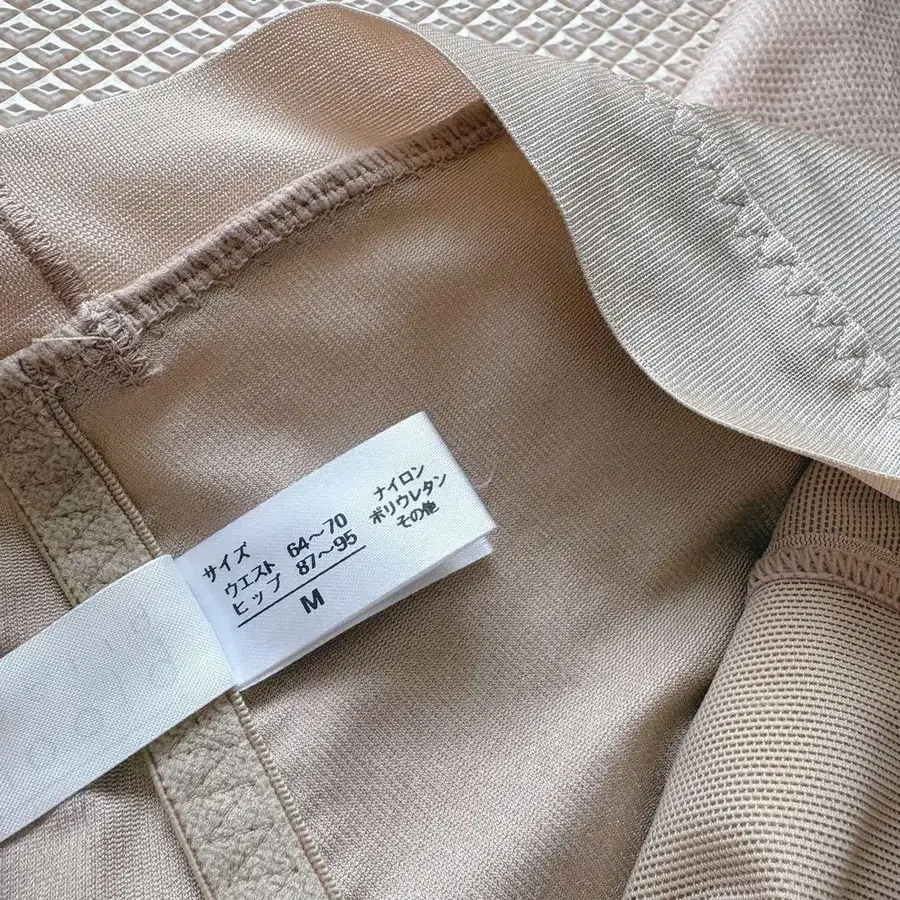 サイズ
ウエスト 64～70
ヒップ 87～95
M
ナイロン
ポリウレタン
その他